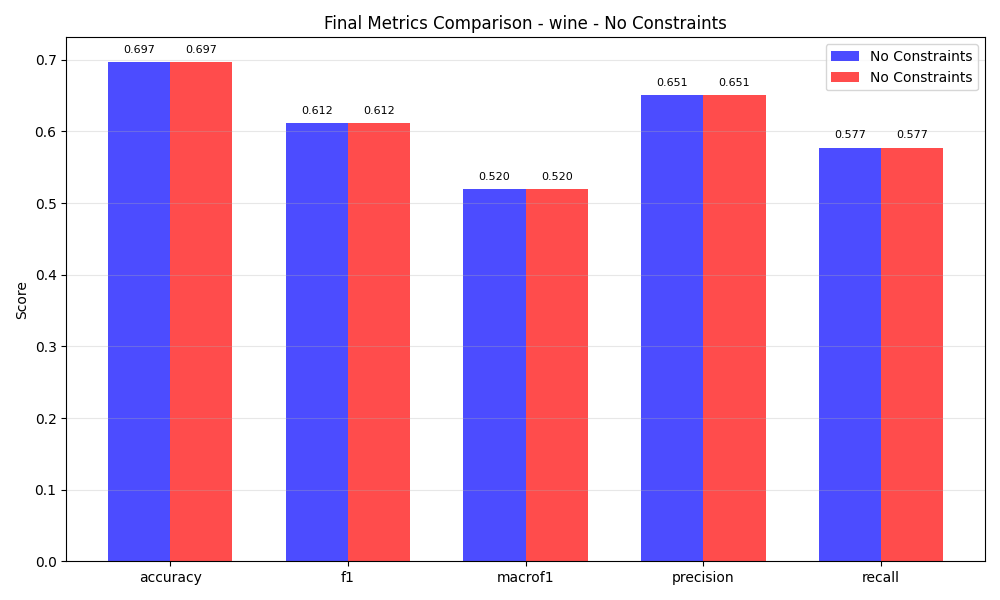 Final Metrics Comparison - wine - No Constraints
No Constraints
No Constraints
0.697 0.697
0.612 0.612
0.520 0.520
0.651 0.651
0.577 0.577
Score
0.7
0.6
0.5
0.4
0.3
0.2
0.1
0.0
accuracy f1 macrof1 precision recall